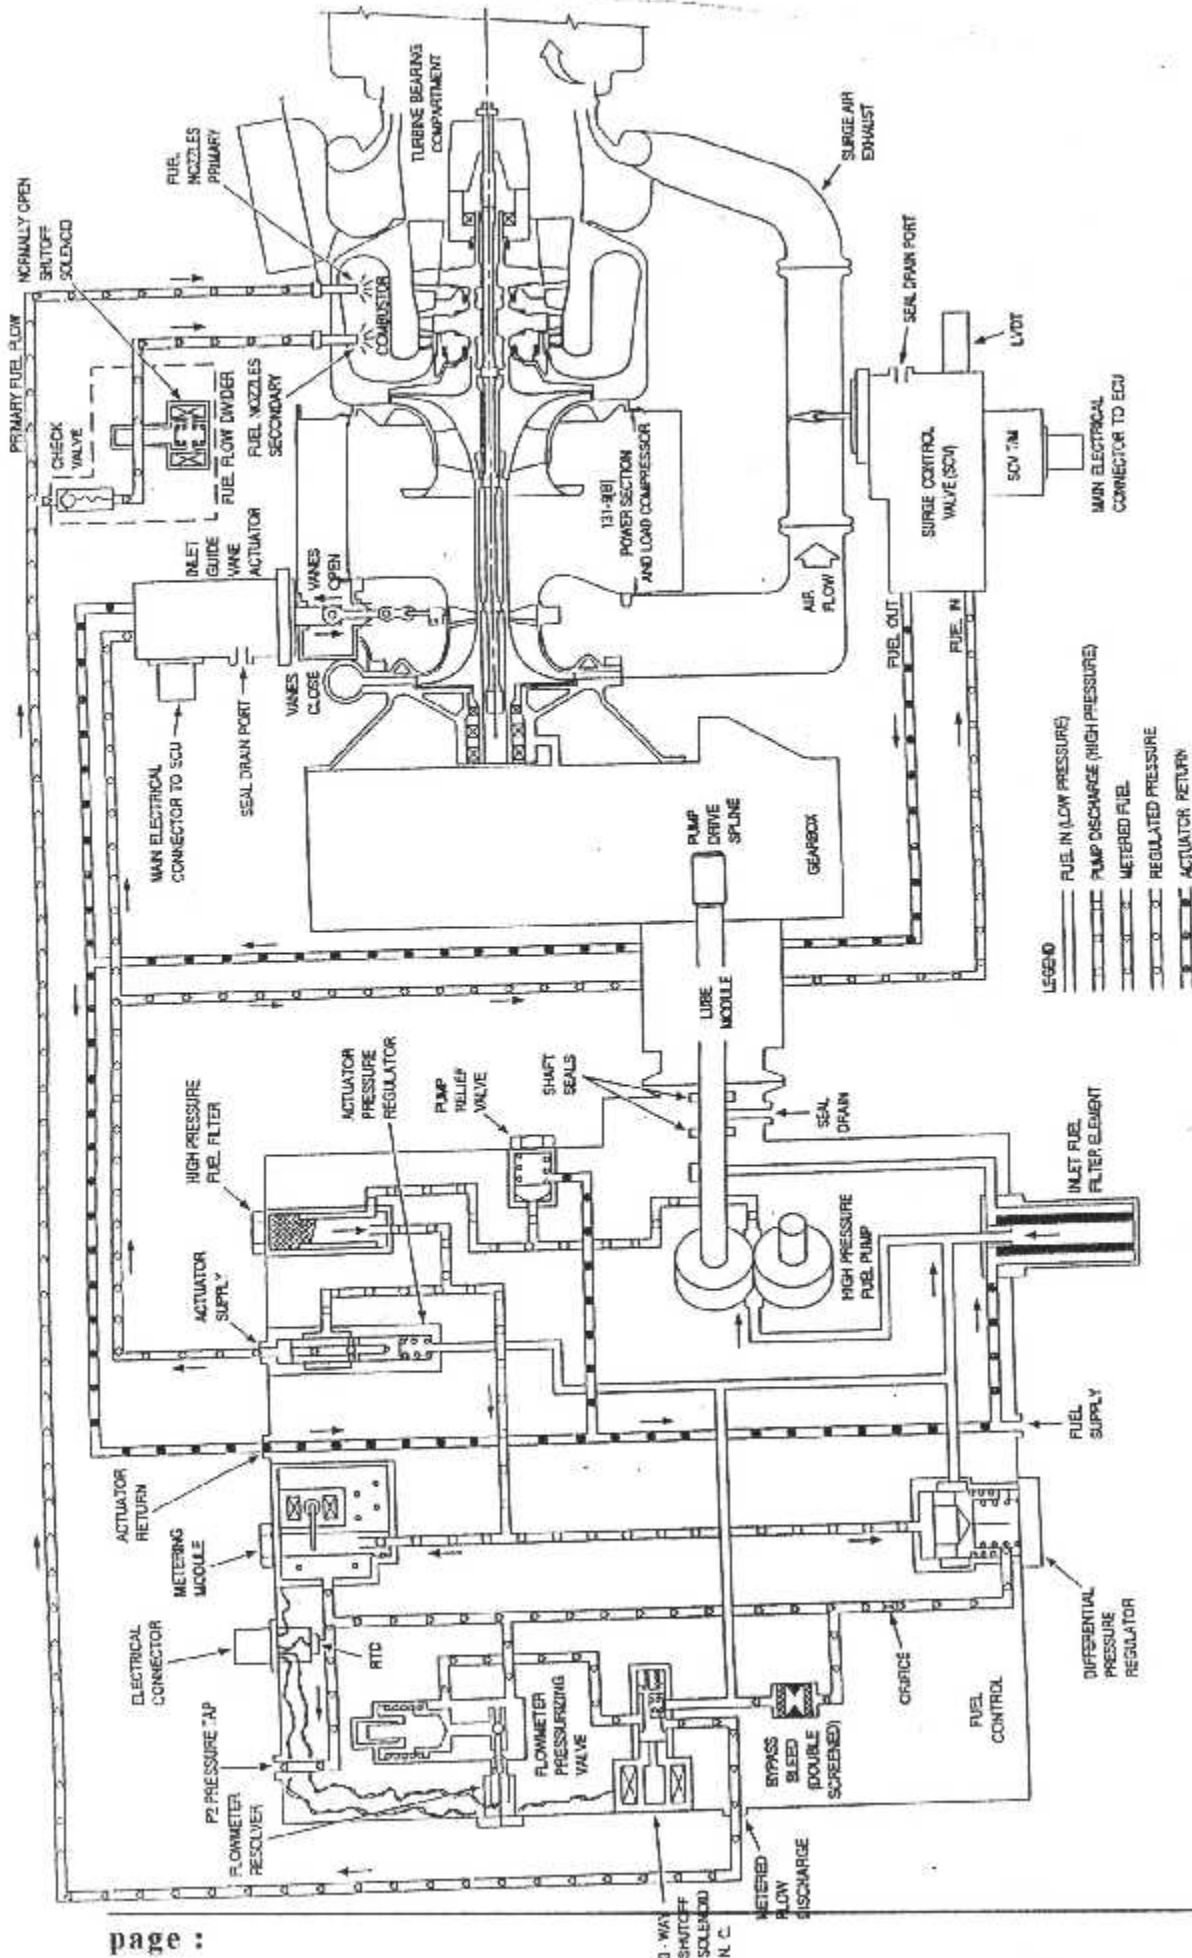 PRIMARY FUEL FLOW
NORMALLY OPEN
SHUTOFF
SOLENOID
FUEL
NOZZLES
PRIMARY
TURBINE BEARING
COMPARTMENT
CHECK
VALVE
FUEL FLOW DIVIDER
FUEL NOZZLES
SECONDARY
COMBUSTOR
SURGE AIR
EXHAUST
INLET
GUIDE
VANE
ACTUATOR
VANES
OPEN
VANES
CLOSE
MAIN ELECTRICAL
CONNECTOR TO ECU
SEAL DRAIN PORT
131-9[B]
POWER SECTION
AND LOAD COMPRESSOR
AIR
FLOW
SEAL DRAIN PORT
LVDT
SURGE CONTROL
VALVE (SCV)
SCV T/M
MAIN ELECTRICAL
CONNECTOR TO ECU
FUEL OUT
FUEL IN
PUMP
DRIVE
SPLINE
GEARBOX
LUBE
MODULE
LEGEND
FUEL IN (LOW PRESSURE)
PUMP DISCHARGE (HIGH PRESSURE)
METERED FUEL
REGULATED PRESSURE
ACTUATOR RETURN
HIGH PRESSURE
FUEL FILTER
ACTUATOR
PRESSURE
REGULATOR
PUMP
RELIEF
VALVE
SHAFT
SEALS
SEAL
DRAIN
INLET FUEL
FILTER ELEMENT
ACTUATOR
SUPPLY
HIGH PRESSURE
FUEL PUMP
FUEL
SUPPLY
ACTUATOR
RETURN
METERING
MODULE
ELECTRICAL
CONNECTOR
RTD
P2 PRESSURE TAP
FLOWMETER
RESOLVER
FLOWMETER
PRESSURIZING
VALVE
BYPASS
BLEED
(DOUBLE
SCREENED)
ORIFICE
FUEL
CONTROL
DIFFERENTIAL
PRESSURE
REGULATOR
- WAY
SHUTOFF
SOLENOID
N. C.
METERED
FLOW
DISCHARGE
page :